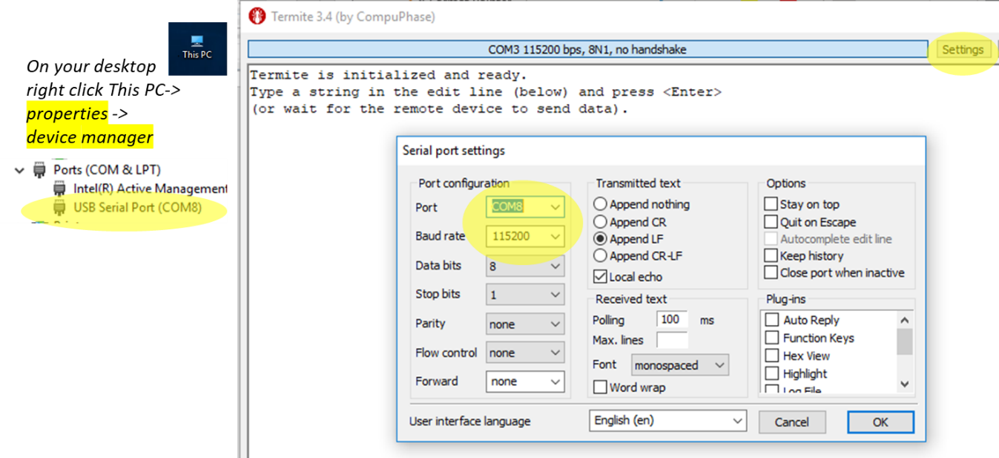 This PC
On your desktop
right click This PC->
properties ->
device manager
Ports (COM & LPT)
Intel(R) Active Management
USB Serial Port (COM8)
Termite 3.4 (by CompuPhase)
COM3 115200 bps, 8N1, no handshake
Settings
Termite is initialized and ready.
Type a string in the edit line (below) and press <Enter>
(or wait for the remote device to send data).
Serial port settings
Port configuration
Port COM8
Baud rate 115200
Data bits 8
Stop bits 1
Parity none
Flow control none
Forward none
Transmitted text
Append nothing
Append CR
Append LF
Append CR-LF
Local echo
Received text
Polling 100 ms
Max. lines
Font monospaced
Word wrap
Options
Stay on top
Quit on Escape
Autocomplete edit line
Keep history
Close port when inactive
Plug-ins
Auto Reply
Function Keys
Hex View
Highlight
Log File
User interface language English (en)
Cancel
OK